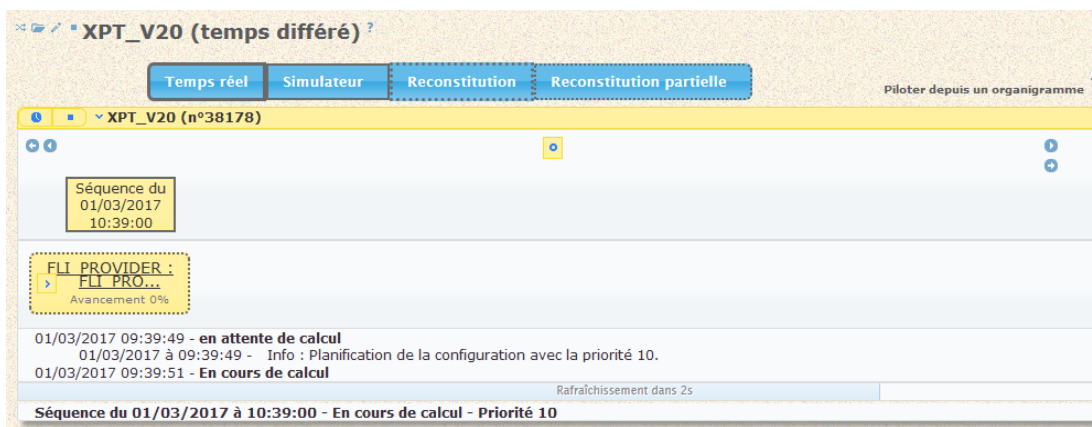 XPT_V20 (temps différé) ?
Temps réel Simulateur Reconstitution Reconstitution partielle
Piloter depuis un organigramme
XPT_V20 (n°38178)
Séquence du
01/03/2017
10:39:00
FLI PROVIDER :
FLI PRO...
Avancement 0%
01/03/2017 09:39:49 - en attente de calcul
01/03/2017 à 09:39:49 - Info : Planification de la configuration avec la priorité 10.
01/03/2017 09:39:51 - En cours de calcul
Rafraîchissement dans 2s
Séquence du 01/03/2017 à 10:39:00 - En cours de calcul - Priorité 10